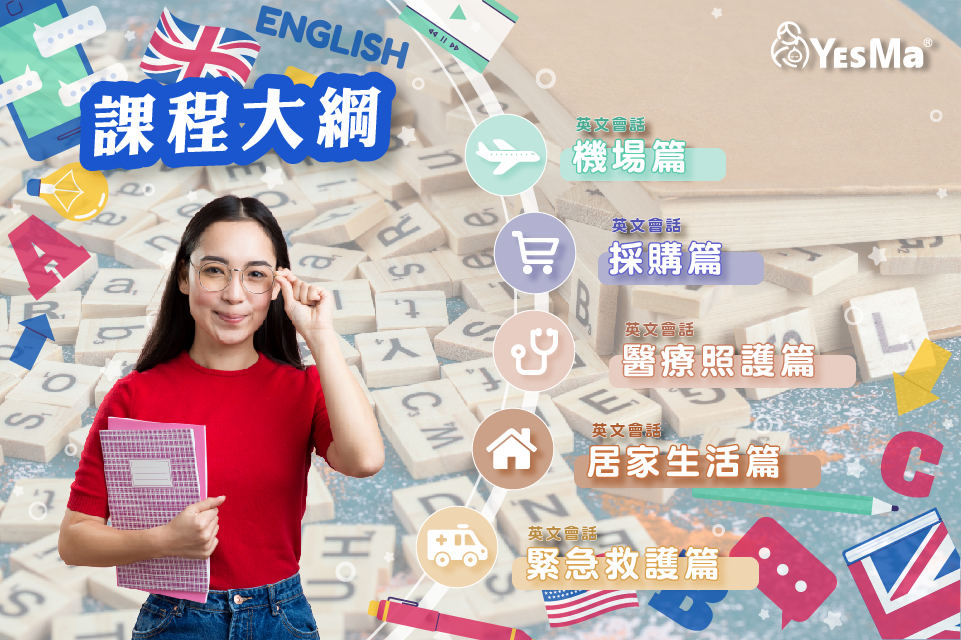 ENGLISH
YESMA®
課程大綱
英文會話
機場篇
英文會話
採購篇
英文會話
醫療照護篇
英文會話
居家生活篇
英文會話
緊急救護篇
A
C
B